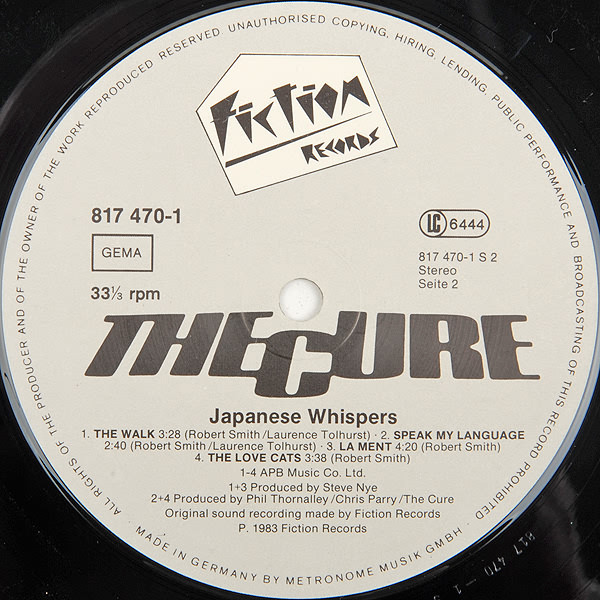 ALL RIGHTS OF THE PRODUCER AND OF THE OWNER OF THE WORK REPRODUCED RESERVED. UNAUTHORISED COPYING, HIRING, LENDING, PUBLIC PERFORMANCE AND BROADCASTING OF THIS RECORD PROHIBITED
FICTION
RECORDS
817 470-1
GEMA
33⅓ rpm
LC 6444
817 470-1 S 2
Stereo
Seite 2
THE CURE
Japanese Whispers
1. THE WALK 3:28 (Robert Smith/Laurence Tolhurst) · 2. SPEAK MY LANGUAGE
2:40 (Robert Smith/Laurence Tolhurst) · 3. LA MENT 4:20 (Robert Smith)
4. THE LOVE CATS 3:38 (Robert Smith)
1-4 APB Music Co. Ltd.
1+3 Produced by Steve Nye
2+4 Produced by Phil Thornalley/Chris Parry/The Cure
Original sound recording made by Fiction Records
P. 1983 Fiction Records
MADE IN GERMANY BY METRONOME MUSIK GMBH
817 470-1